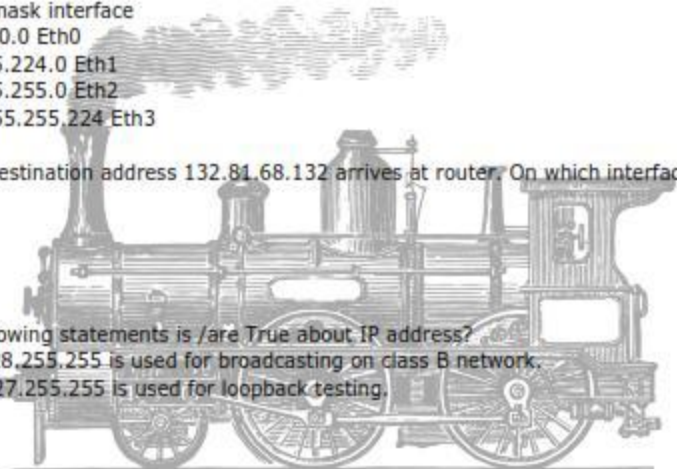 mask interface
0.0 Eth0
.224.0 Eth1
.255.0 Eth2
55.255.224 Eth3
estination address 132.81.68.132 arrives at router. On which interfac
owing statements is /are True about IP address?
8.255.255 is used for broadcasting on class B network.
27.255.255 is used for loopback testing.